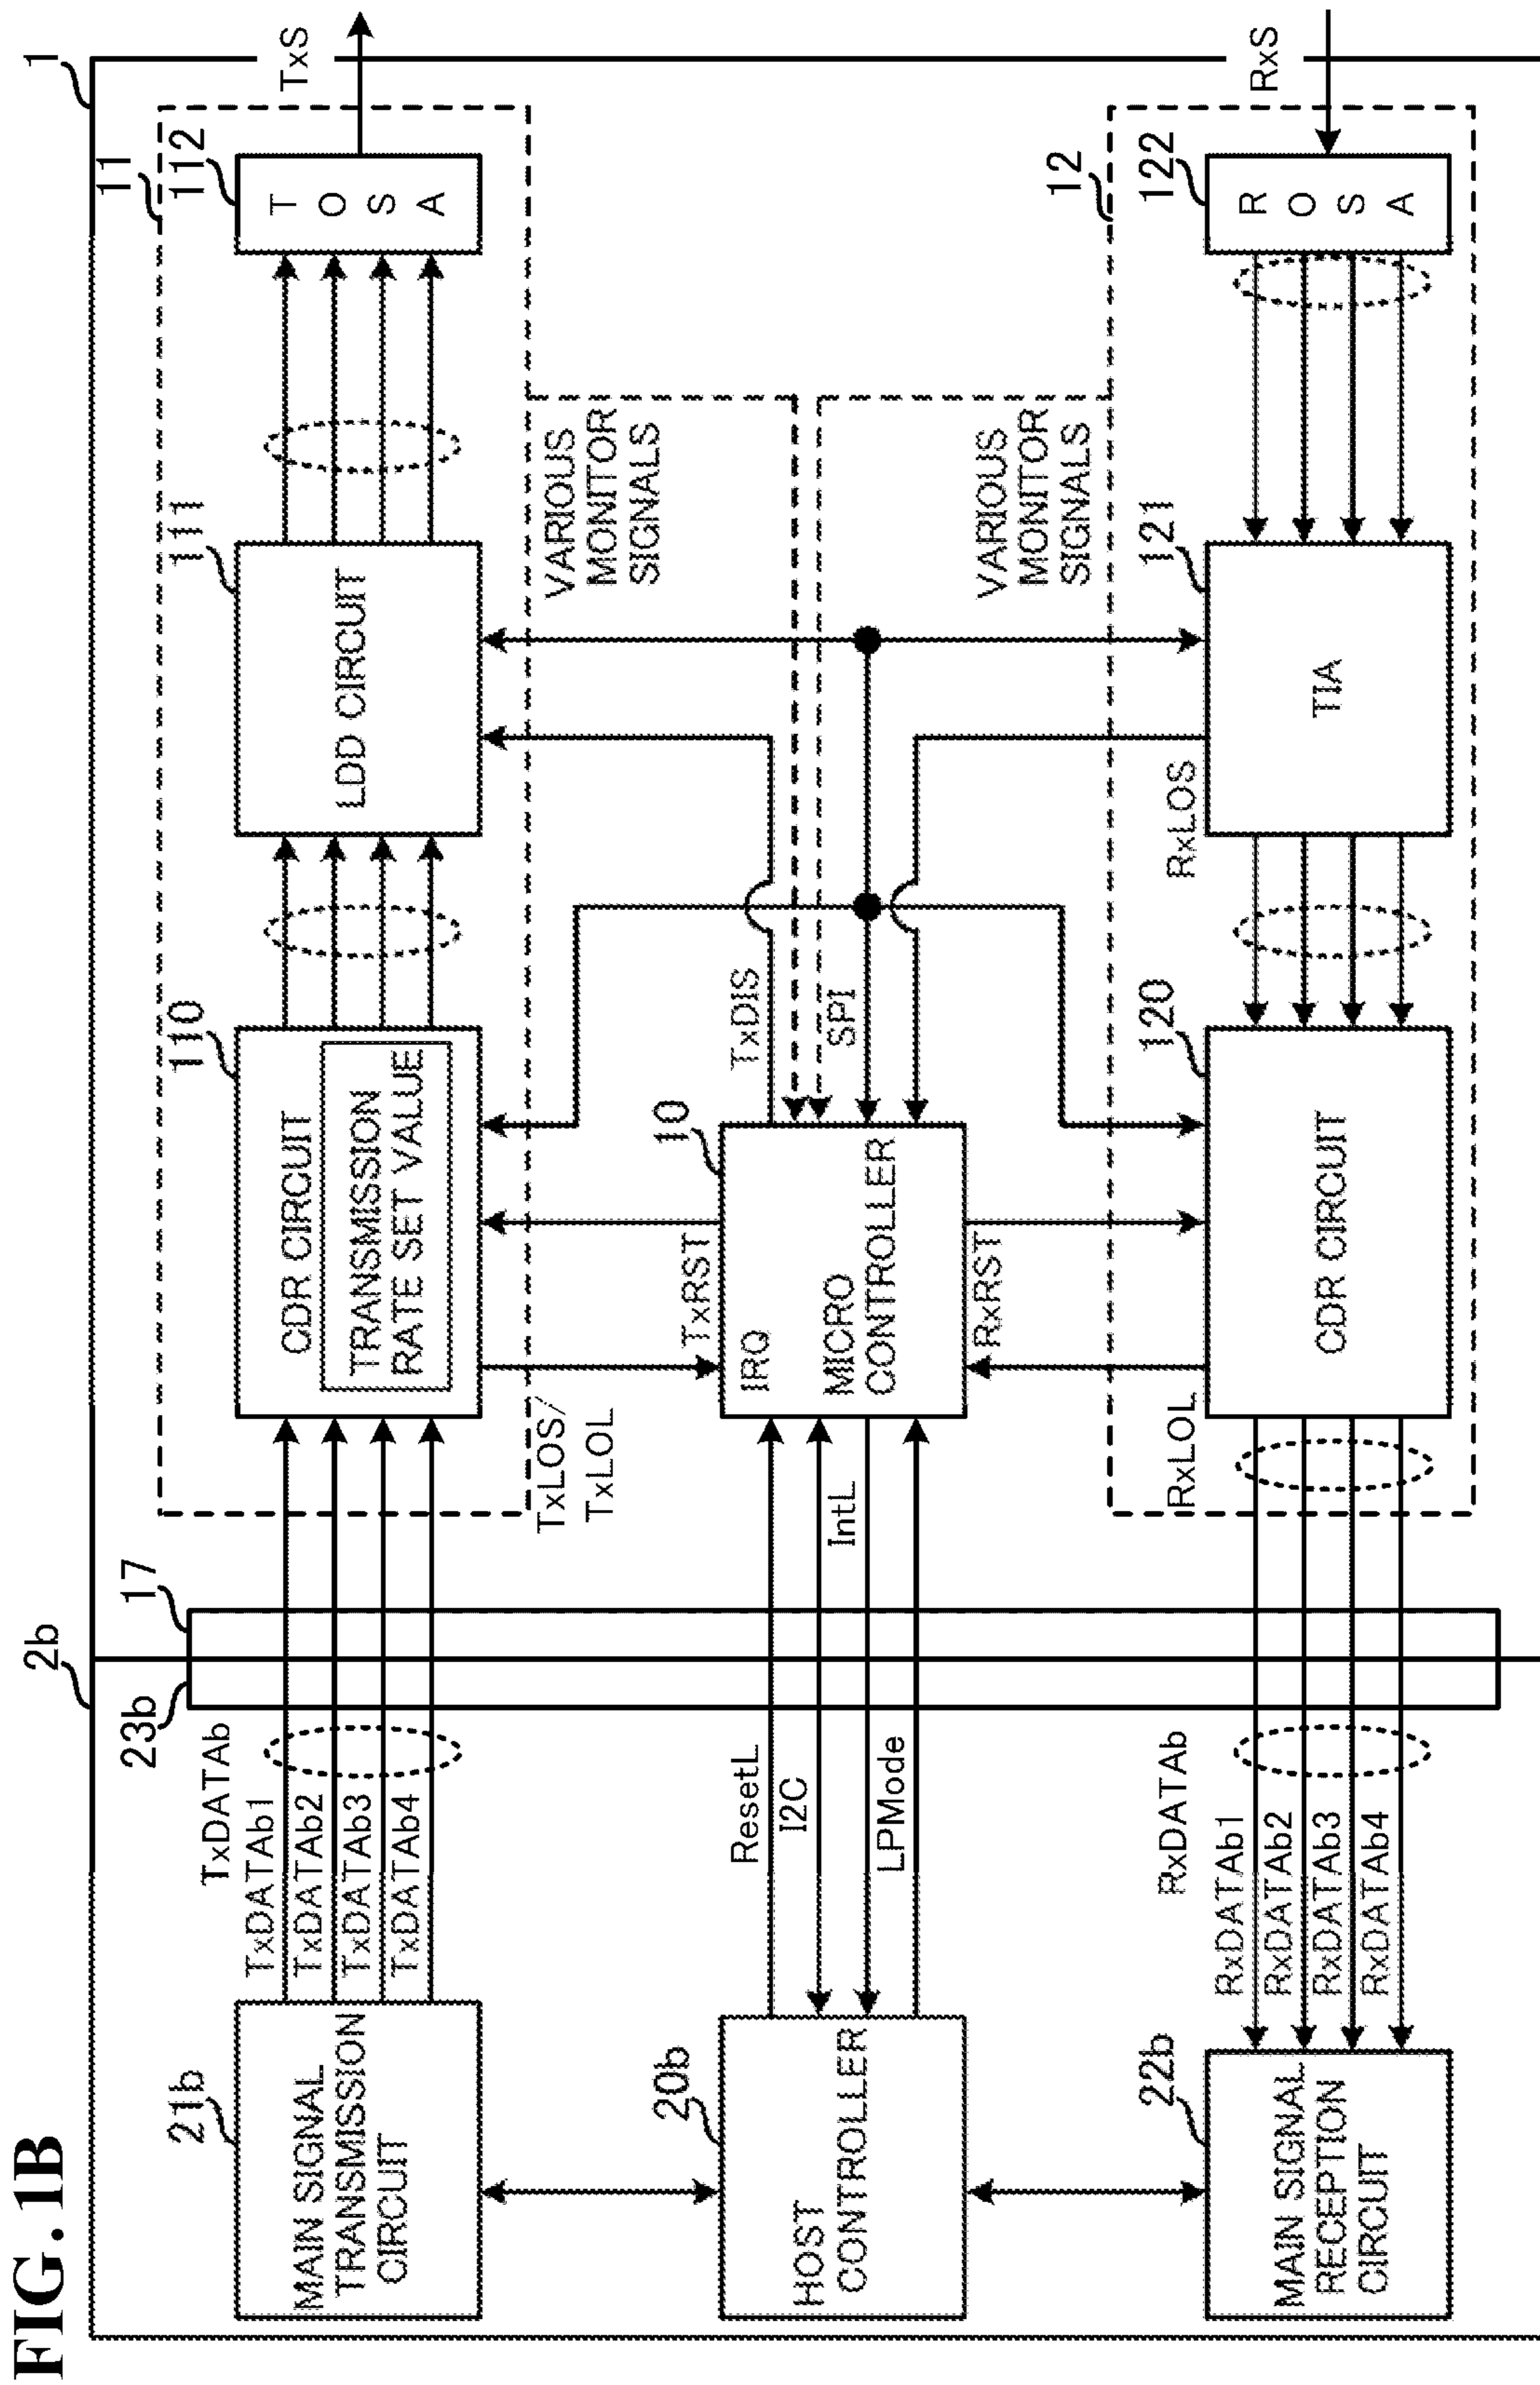 FIG. 1B
2b
1
23b
17
11
21b
MAIN SIGNAL
TRANSMISSION
CIRCUIT
TxDATAb
TxDATAb1
TxDATAb2
TxDATAb3
TxDATAb4
110
CDR CIRCUIT
TRANSMISSION
RATE SET VALUE
111
LDD CIRCUIT
112
T
O
S
A
TxS
TxLOS/
TxLOL
TxRST
TxDIS
VARIOUS
MONITOR
SIGNALS
20b
HOST
CONTROLLER
ResetL
I2C
IntL
LPMode
10
IRQ
MICRO
CONTROLLER
SPI
RxRST
VARIOUS
MONITOR
SIGNALS
12
22b
MAIN SIGNAL
RECEPTION
CIRCUIT
RxDATAb
RxDATAb1
RxDATAb2
RxDATAb3
RxDATAb4
RxLOL
120
CDR CIRCUIT
RxLOS
121
TIA
122
R
O
S
A
RxS